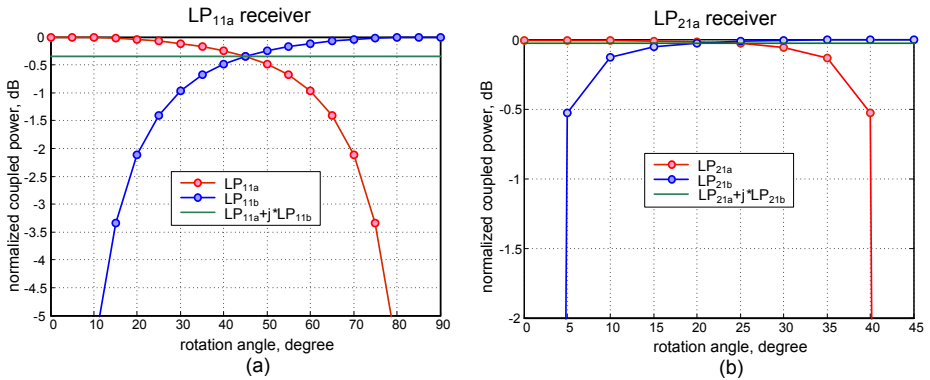 LP11a receiver
normalized coupled power, dB
0
-0.5
-1
-1.5
-2
-2.5
-3
-3.5
-4
-4.5
-5
LP11a
LP11b
LP11a+j*LP11b
0 10 20 30 40 50 60 70 80 90
rotation angle, degree
(a)
LP21a receiver
normalized coupled power, dB
0
-0.5
-1
-1.5
-2
LP21a
LP21b
LP21a+j*LP21b
0 5 10 15 20 25 30 35 40 45
rotation angle, degree
(b)